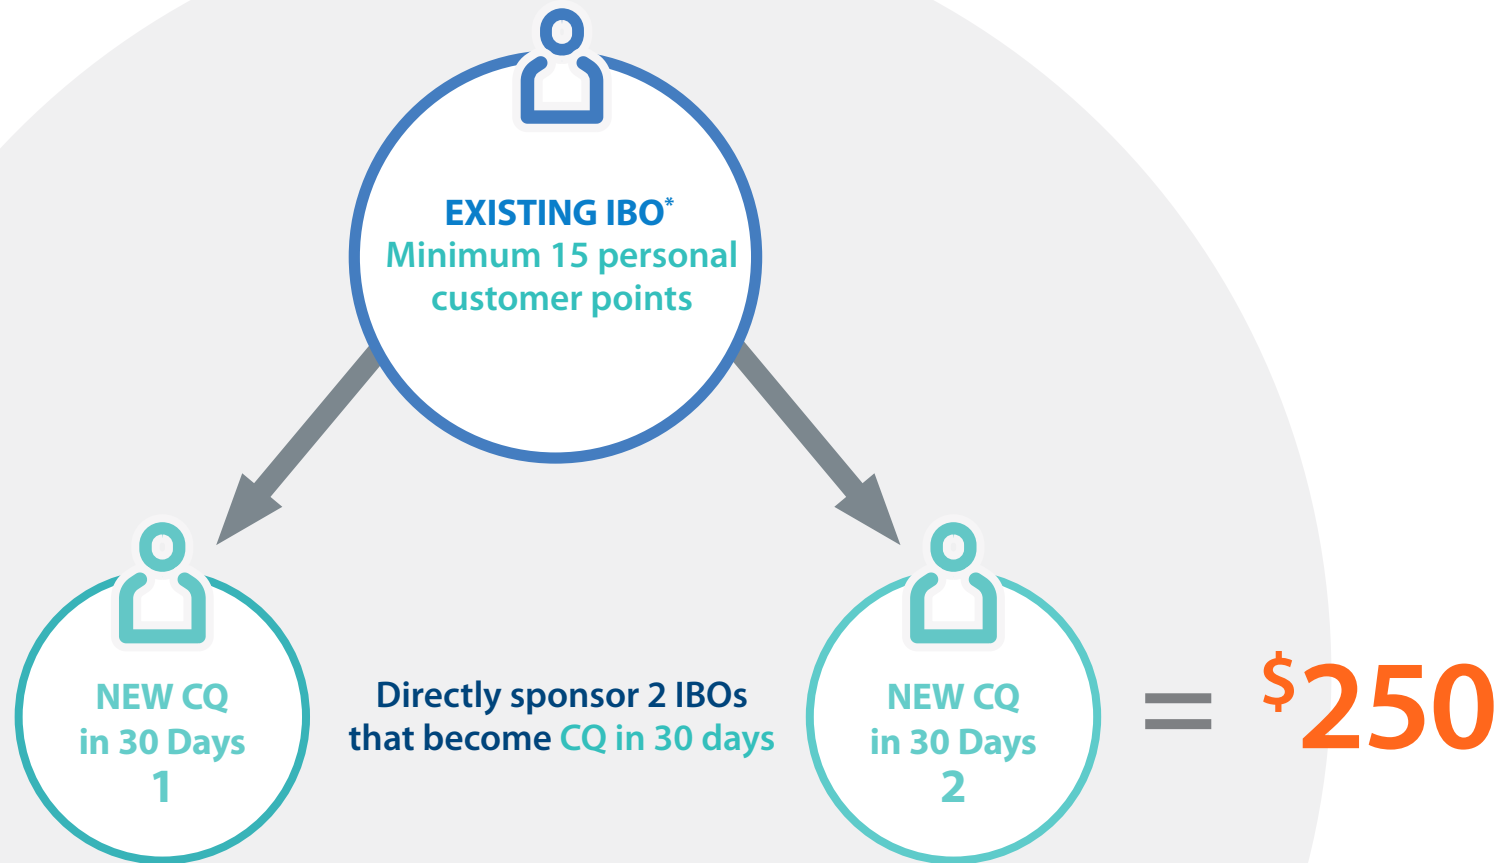 EXISTING IBO*
Minimum 15 personal
customer points
NEW CQ
in 30 Days
1
Directly sponsor 2 IBOs
that become CQ in 30 days
NEW CQ
in 30 Days
2
= $250